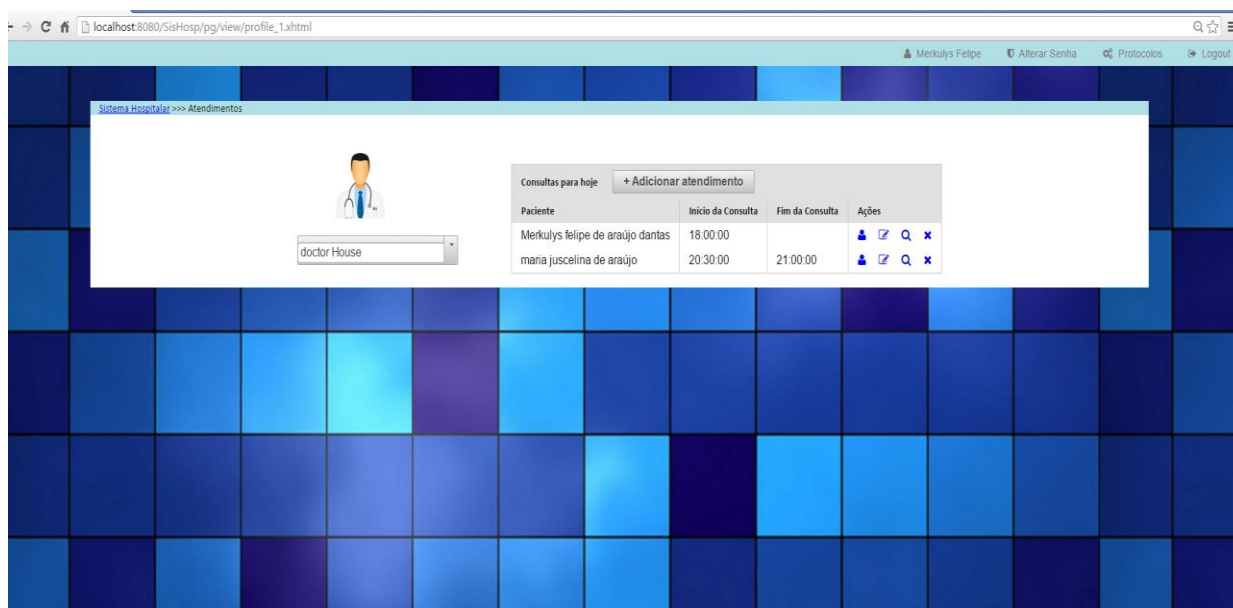 localhost:8080/SisHosp/pg/view/profile_1.xhtml
Merkulys Felipe Alterar Senha Protocolos Logout
Sistema Hospitalar >>> Atendimentos
Consultas para hoje + Adicionar atendimento
Paciente Início da Consulta Fim da Consulta Ações
Merkulys felipe de araújo dantas 18:00:00
doctor House
maria juscelina de araújo 20:30:00 21:00:00